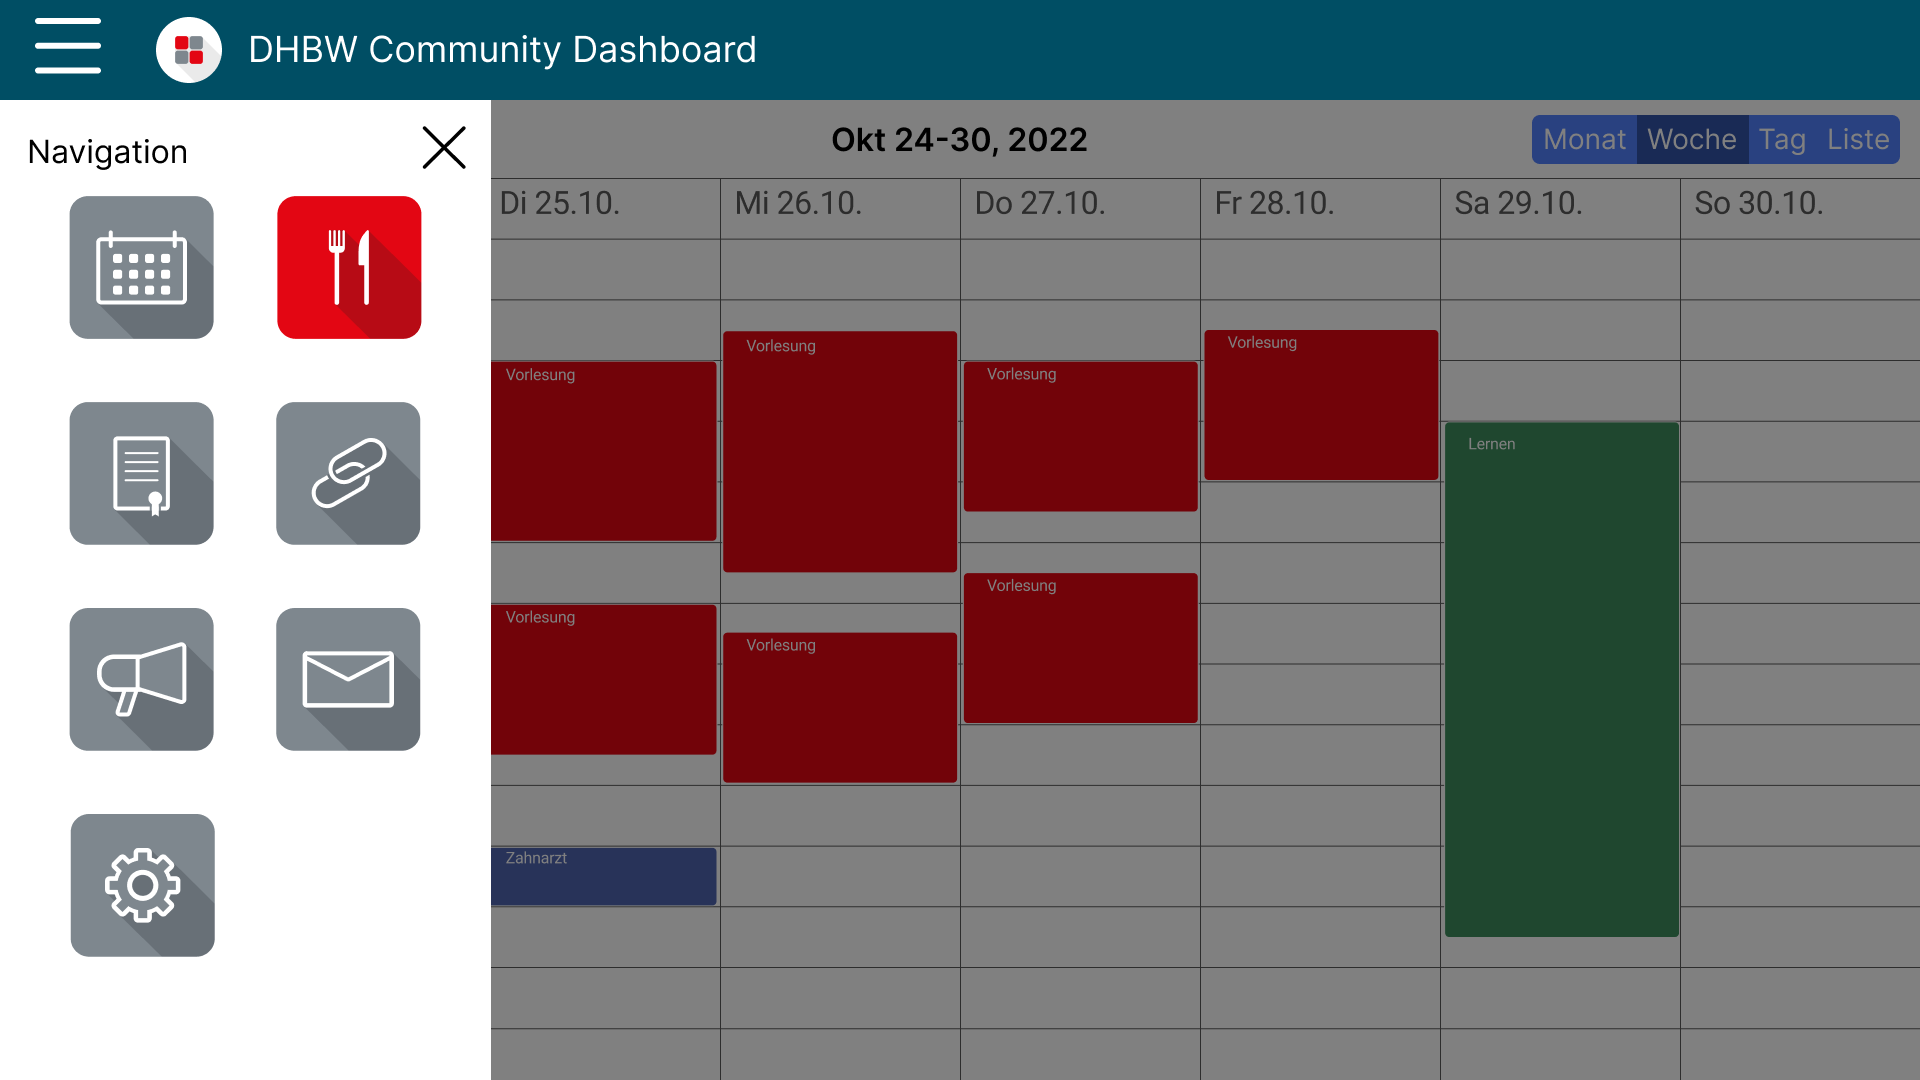 DHBW Community Dashboard
Navigation
Okt 24-30, 2022
Monat Woche Tag Liste
Di 25.10. Mi 26.10. Do 27.10. Fr 28.10. Sa 29.10. So 30.10.
Vorlesung
Vorlesung
Vorlesung
Vorlesung
Lernen
Vorlesung
Vorlesung
Vorlesung
Zahnarzt